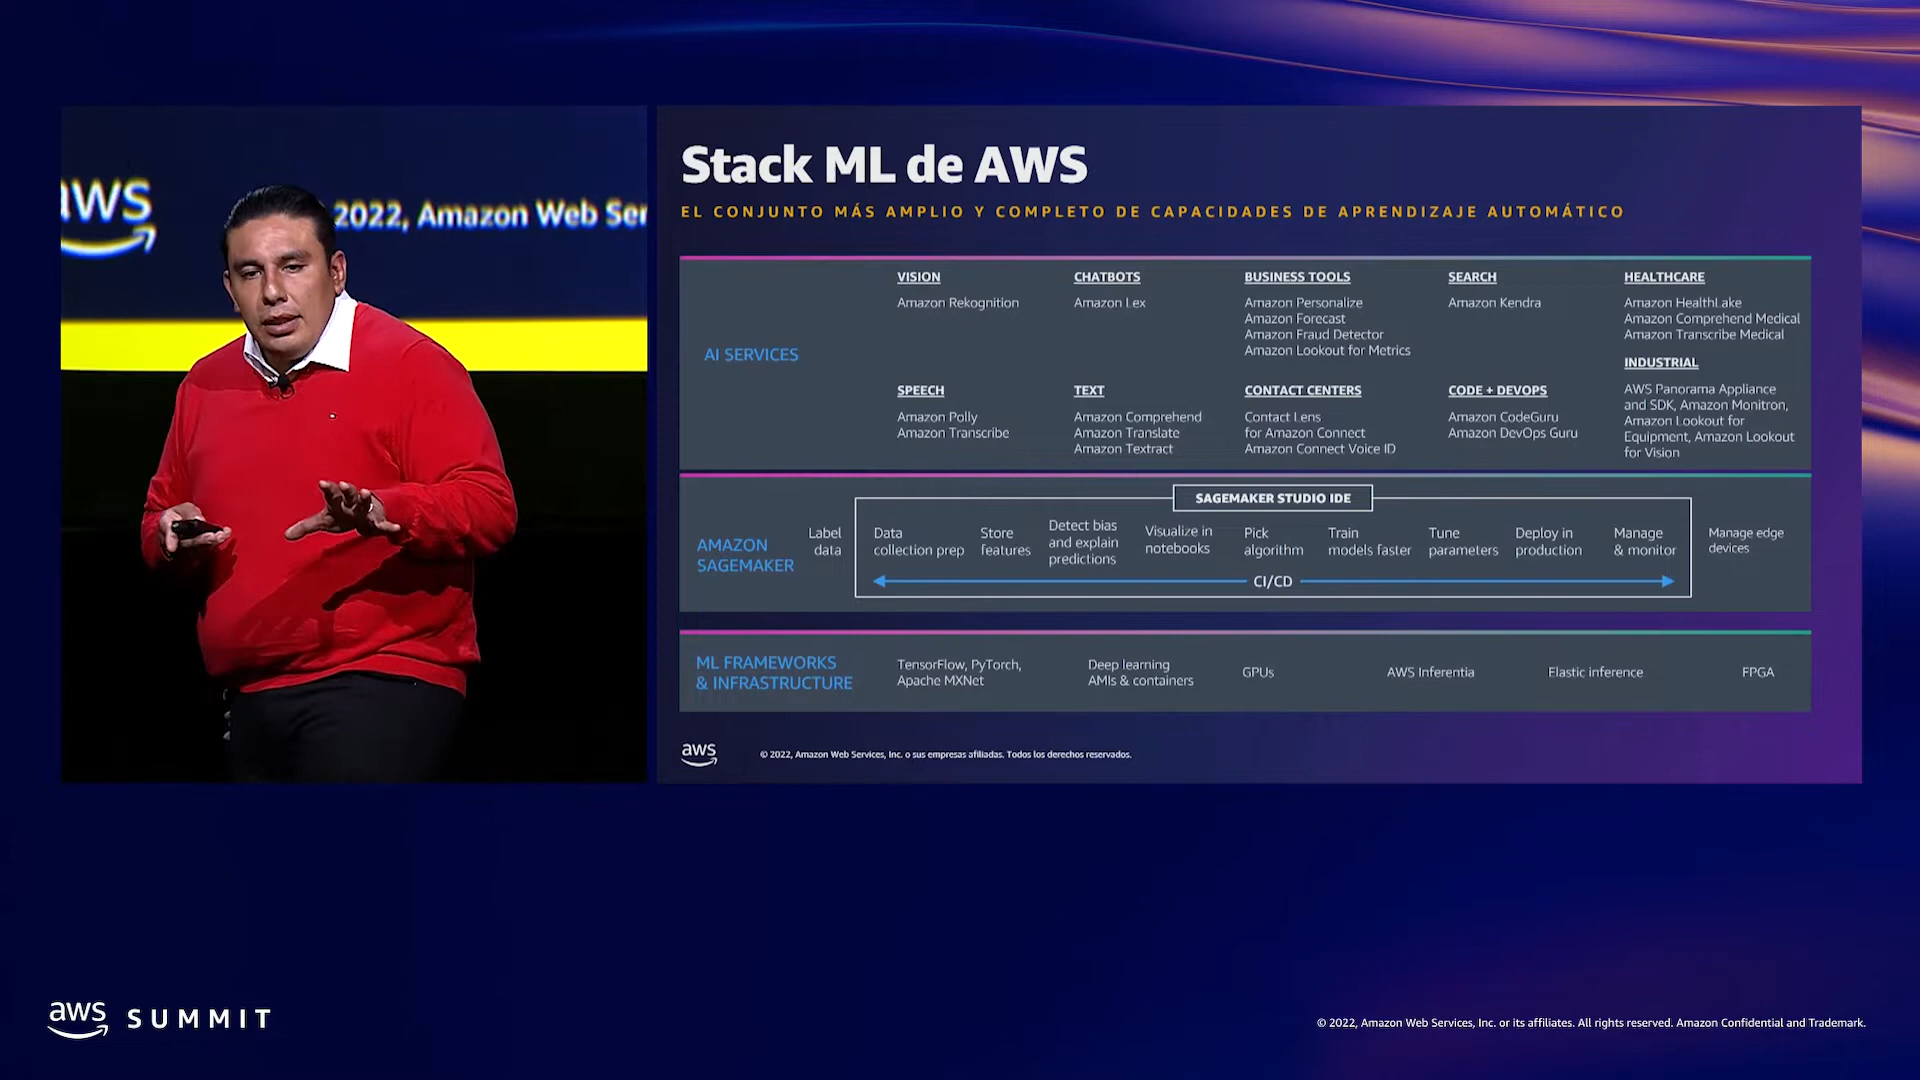 aws
2022, Amazon Web Ser
Stack ML de AWS
EL CONJUNTO MÁS AMPLIO Y COMPLETO DE CAPACIDADES DE APRENDIZAJE AUTOMÁTICO
AI SERVICES
VISION
Amazon Rekognition
CHATBOTS
Amazon Lex
BUSINESS TOOLS
Amazon Personalize
Amazon Forecast
Amazon Fraud Detector
Amazon Lookout for Metrics
SEARCH
Amazon Kendra
HEALTHCARE
Amazon HealthLake
Amazon Comprehend Medical
Amazon Transcribe Medical
SPEECH
Amazon Polly
Amazon Transcribe
TEXT
Amazon Comprehend
Amazon Translate
Amazon Textract
CONTACT CENTERS
Contact Lens
for Amazon Connect
Amazon Connect Voice ID
CODE + DEVOPS
Amazon CodeGuru
Amazon DevOps Guru
INDUSTRIAL
AWS Panorama Appliance
and SDK, Amazon Monitron,
Amazon Lookout for
Equipment, Amazon Lookout
for Vision
AMAZON
SAGEMAKER
SAGEMAKER STUDIO IDE
Label
data
Data
collection prep
Store
features
Detect bias
and explain
predictions
Visualize in
notebooks
Pick
algorithm
Train
models faster
Tune
parameters
Deploy in
production
Manage
& monitor
Manage edge
devices
CI/CD
ML FRAMEWORKS
& INFRASTRUCTURE
TensorFlow, PyTorch,
Apache MXNet
Deep learning
AMIs & containers
GPUs
AWS Inferentia
Elastic inference
FPGA
aws
© 2022, Amazon Web Services, Inc. o sus empresas afiliadas. Todos los derechos reservados.
aws SUMMIT
© 2022, Amazon Web Services, Inc. or its affiliates. All rights reserved. Amazon Confidential and Trademark.